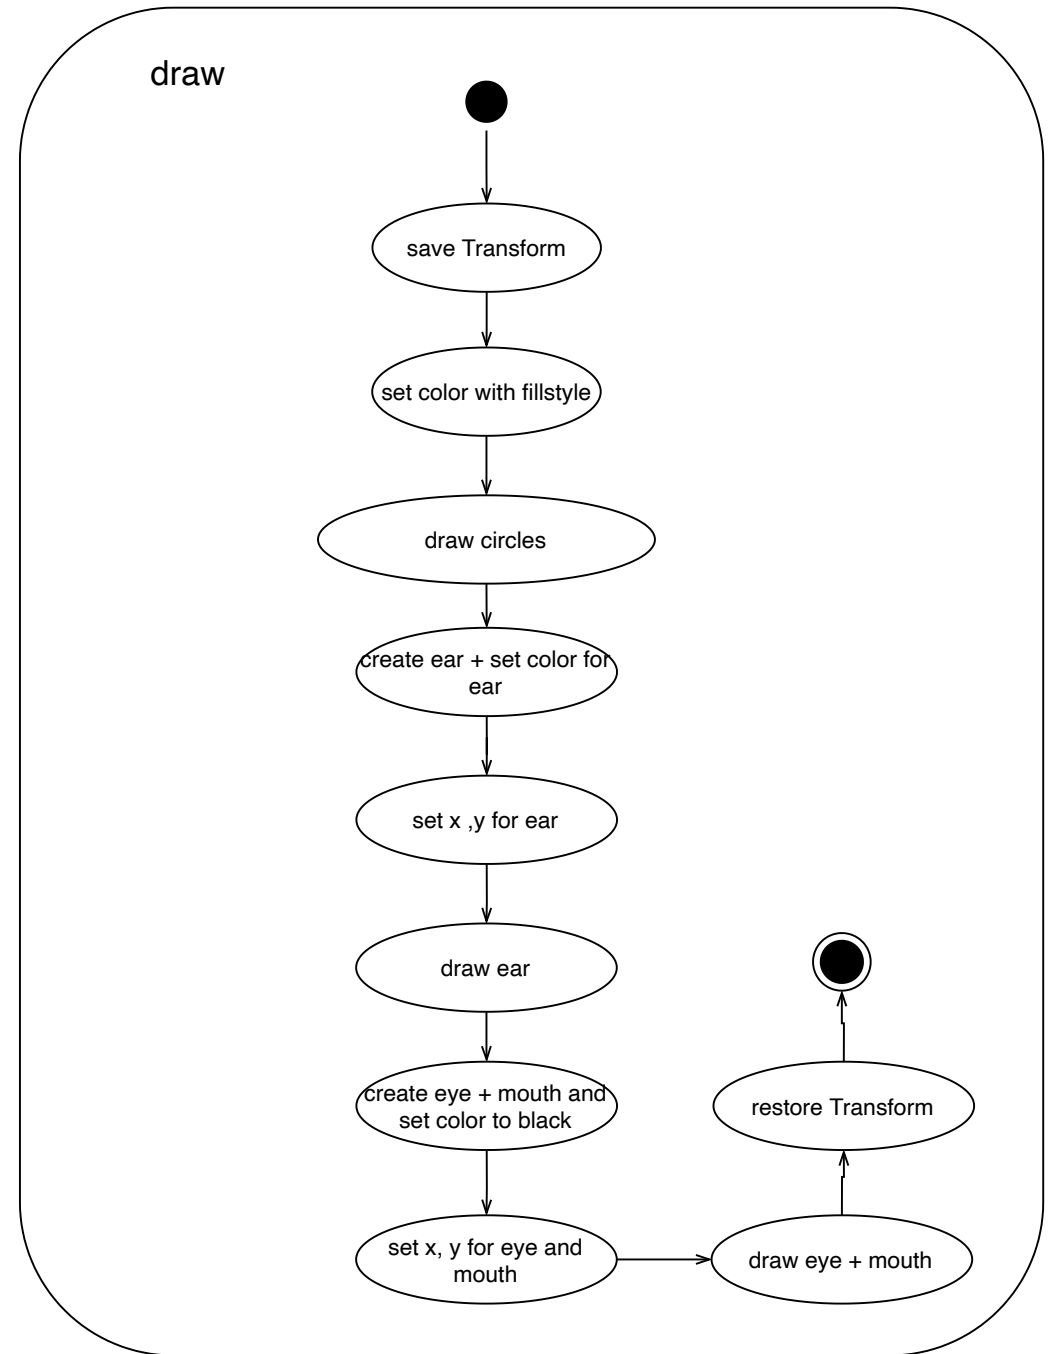 draw
save Transform
set color with fillstyle
draw circles
create ear + set color for
ear
set x ,y for ear
draw ear
create eye + mouth and
set color to black
set x, y for eye and
mouth
draw eye + mouth
restore Transform